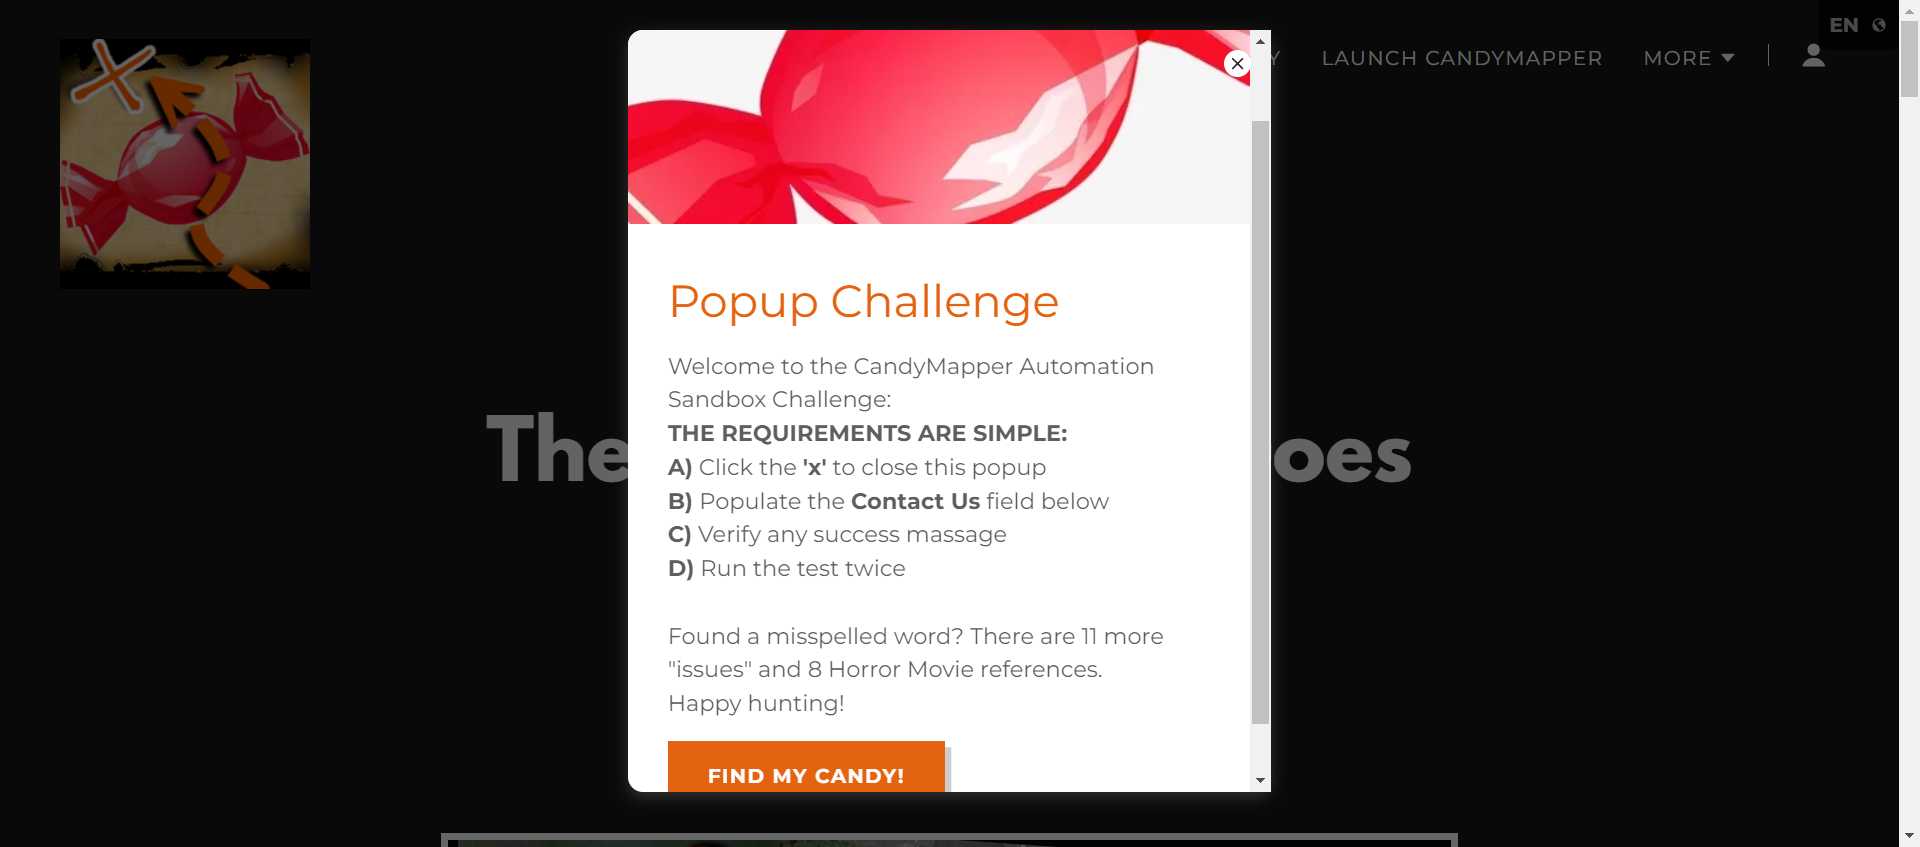 EN
Y LAUNCH CANDYMAPPER MORE
The oes
Popup Challenge
Welcome to the CandyMapper Automation
Sandbox Challenge:
THE REQUIREMENTS ARE SIMPLE:
A) Click the 'x' to close this popup
B) Populate the Contact Us field below
C) Verify any success massage
D) Run the test twice
Found a misspelled word? There are 11 more
"issues" and 8 Horror Movie references.
Happy hunting!
FIND MY CANDY!